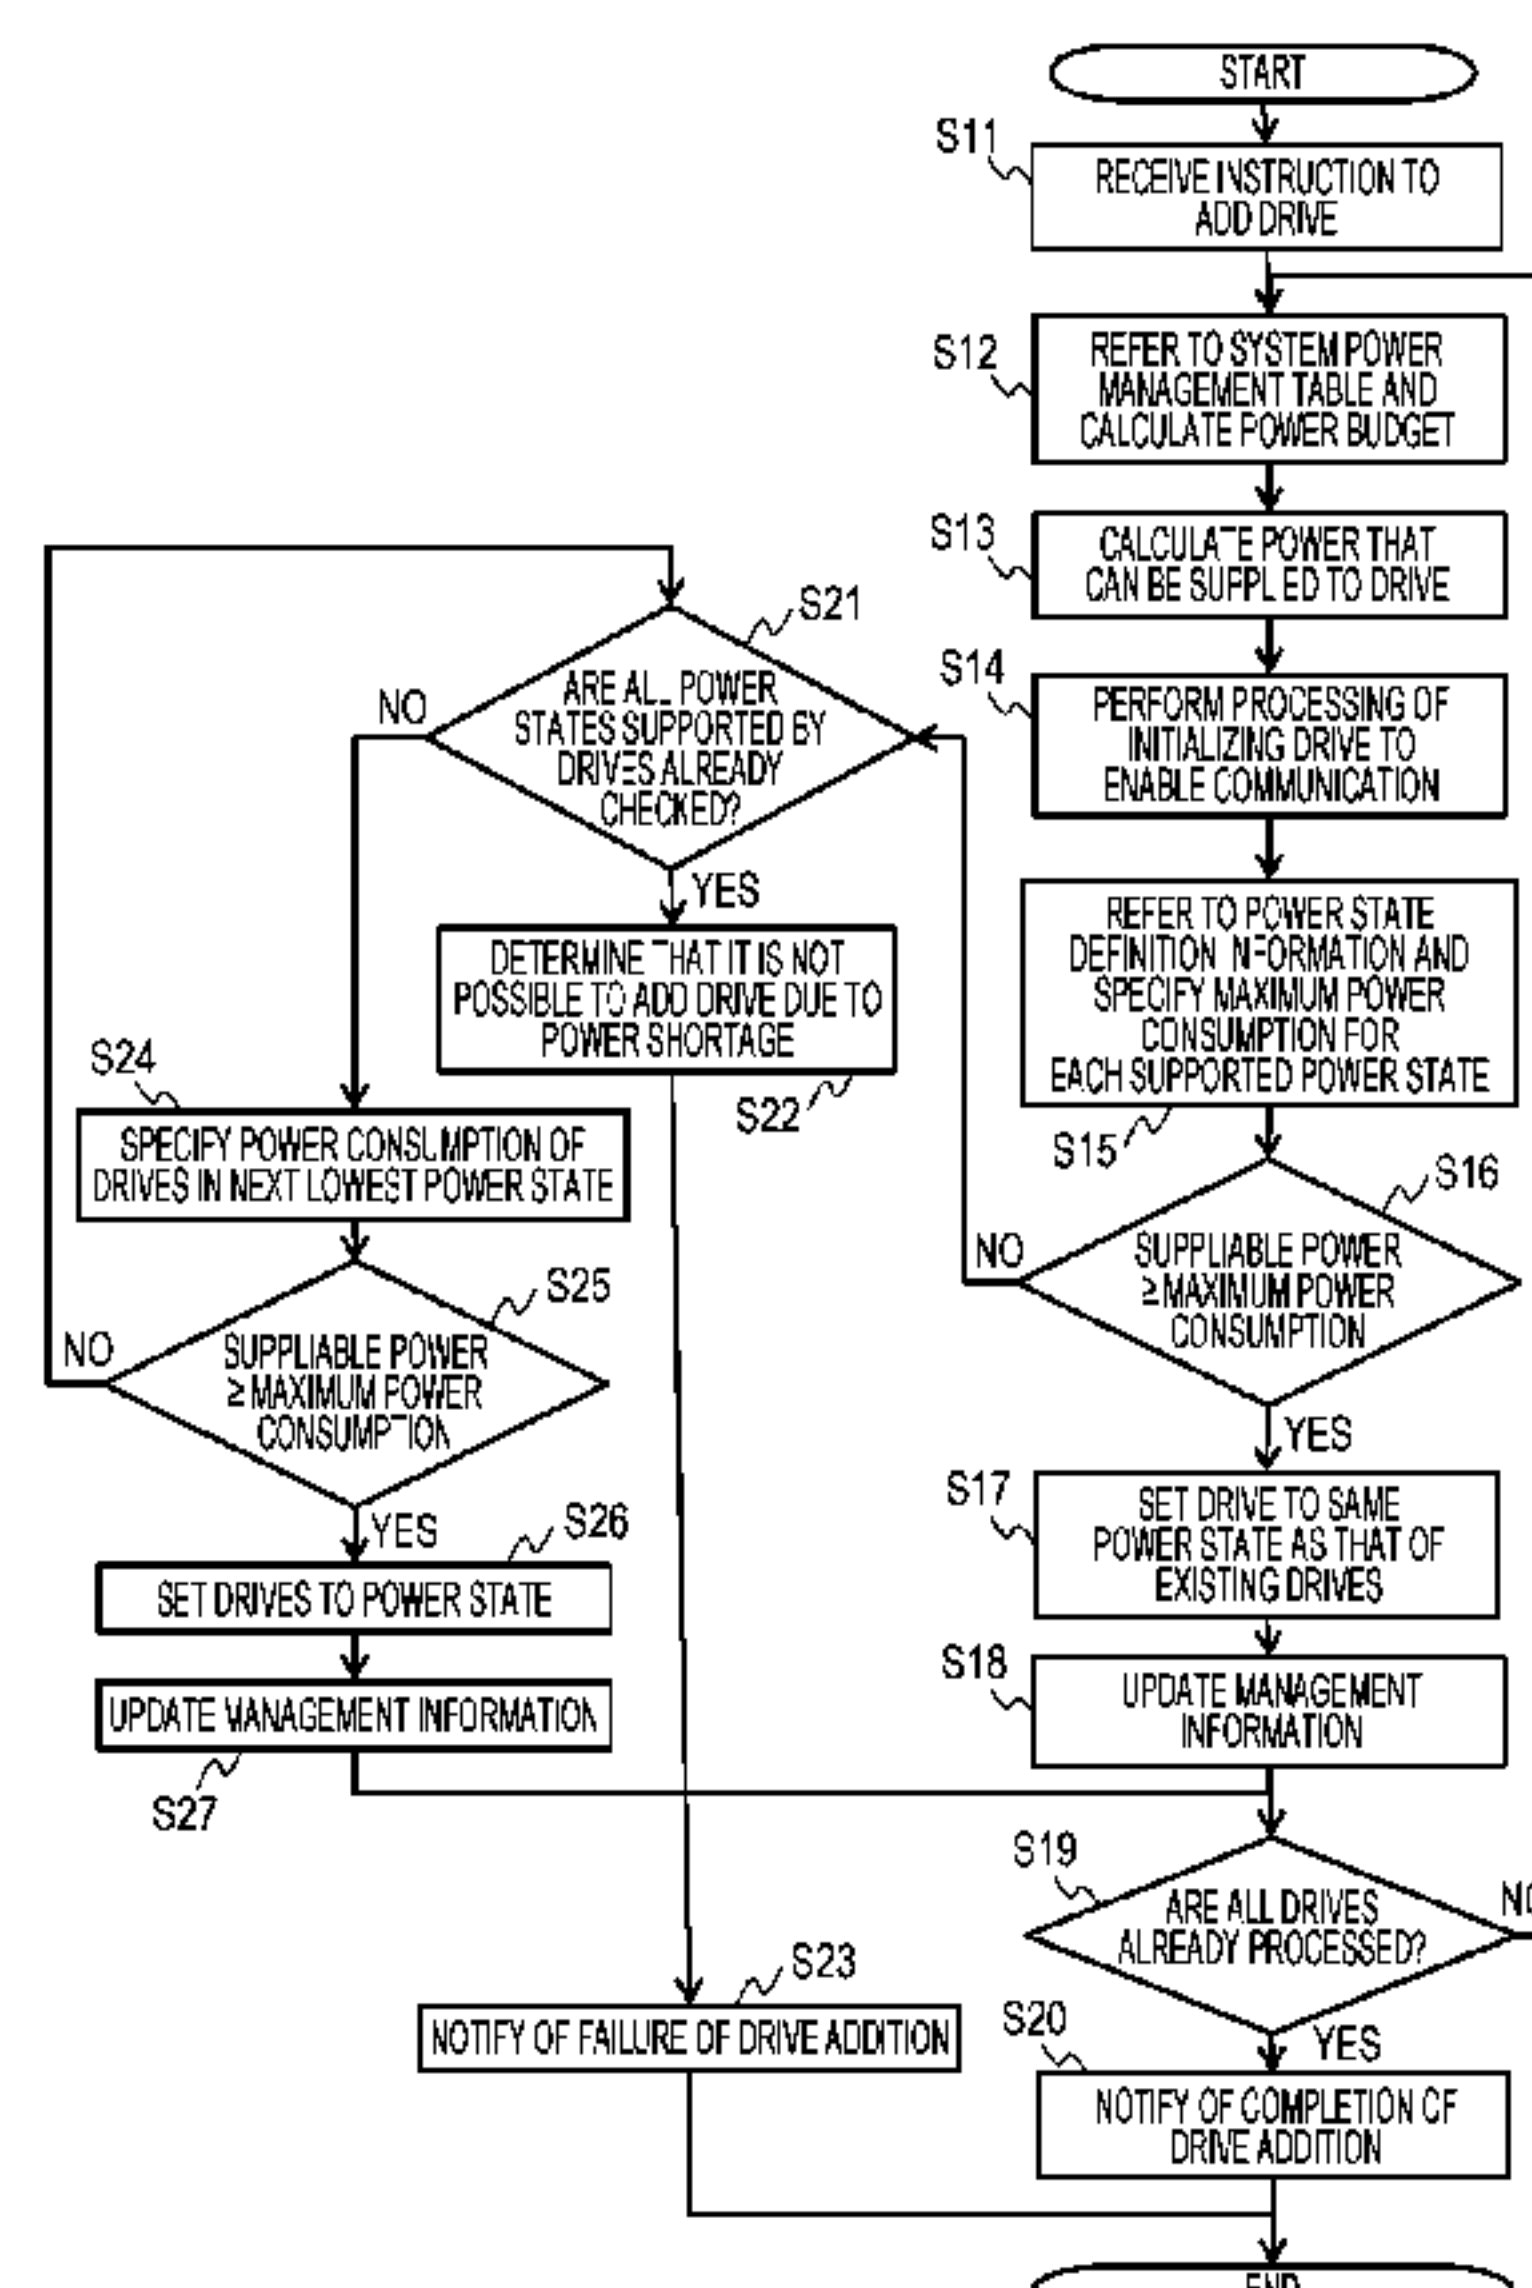 START
S11
RECEIVE INSTRUCTION TO
ADD DRIVE
S12
REFER TO SYSTEM POWER
MANAGEMENT TABLE AND
CALCULATE POWER BUDGET
S13
CALCULATE POWER THAT
CAN BE SUPPLIED TO DRIVE
S14
PERFORM PROCESSING OF
INITIALIZING DRIVE TO
ENABLE COMMUNICATION
REFER TO POWER STATE
DEFINITION INFORMATION AND
SPECIFY MAXIMUM POWER
CONSUMPTION FOR
EACH SUPPORTED POWER STATE
S15
S16
SUPPLIABLE POWER
≥ MAXIMUM POWER
CONSUMPTION
NO
YES
S17
SET DRIVE TO SAME
POWER STATE AS THAT OF
EXISTING DRIVES
S18
UPDATE MANAGEMENT
INFORMATION
S19
ARE ALL DRIVES
ALREADY PROCESSED?
NO
YES
S20
NOTIFY OF COMPLETION OF
DRIVE ADDITION
END
S21
ARE ALL POWER
STATES SUPPORTED BY
DRIVES ALREADY
CHECKED?
NO
YES
DETERMINE THAT IT IS NOT
POSSIBLE TO ADD DRIVE DUE TO
POWER SHORTAGE
S22
S23
NOTIFY OF FAILURE OF DRIVE ADDITION
S24
SPECIFY POWER CONSUMPTION OF
DRIVES IN NEXT LOWEST POWER STATE
S25
SUPPLIABLE POWER
≥ MAXIMUM POWER
CONSUMPTION
NO
YES
S26
SET DRIVES TO POWER STATE
UPDATE MANAGEMENT INFORMATION
S27